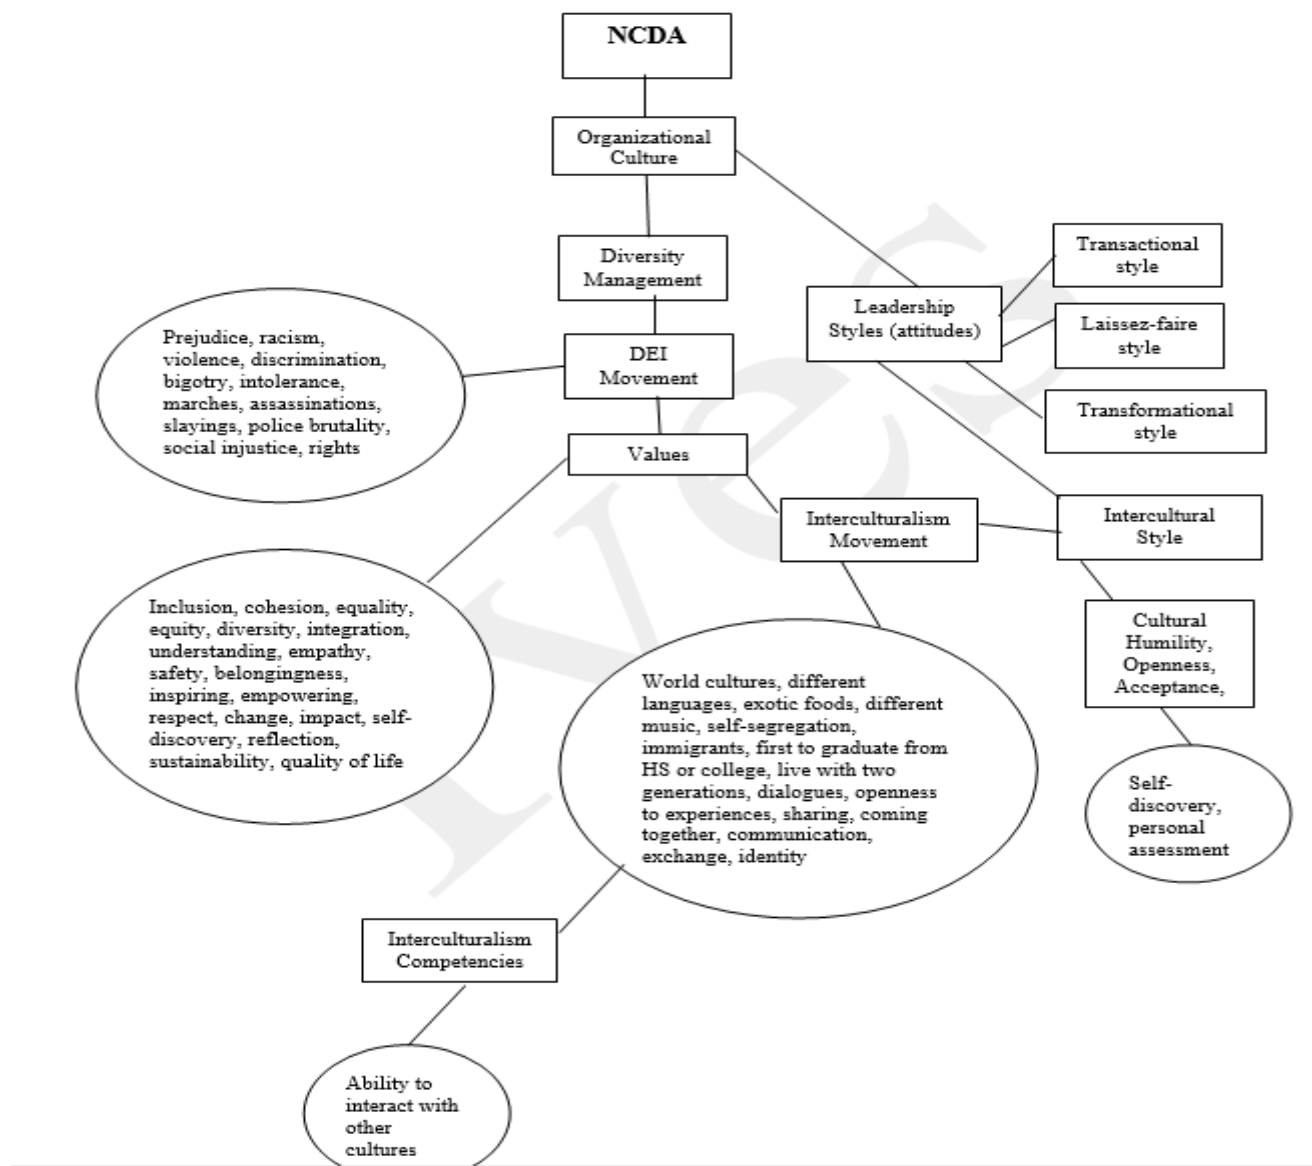 NCDA
Organizational
Culture
Diversity
Management
Transactional
style
Leadership
Styles (attitudes)
Laissez-faire
style
Transformational
style
Prejudice, racism,
violence, discrimination,
bigotry, intolerance,
marches, assassinations,
slayings, police brutality,
social injustice, rights
DEI
Movement
Values
Interculturalism
Movement
Intercultural
Style
Inclusion, cohesion, equality,
equity, diversity, integration,
understanding, empathy,
safety, belongingness,
inspiring, empowering,
respect, change, impact, self-
discovery, reflection,
sustainability, quality of life
World cultures, different
languages, exotic foods, different
music, self-segregation,
immigrants, first to graduate from
HS or college, live with two
generations, dialogues, openness
to experiences, sharing, coming
together, communication,
exchange, identity
Cultural
Humility,
Openness,
Acceptance,
Self-
discovery,
personal
assessment
Interculturalism
Competencies
Ability to
interact with
other
cultures